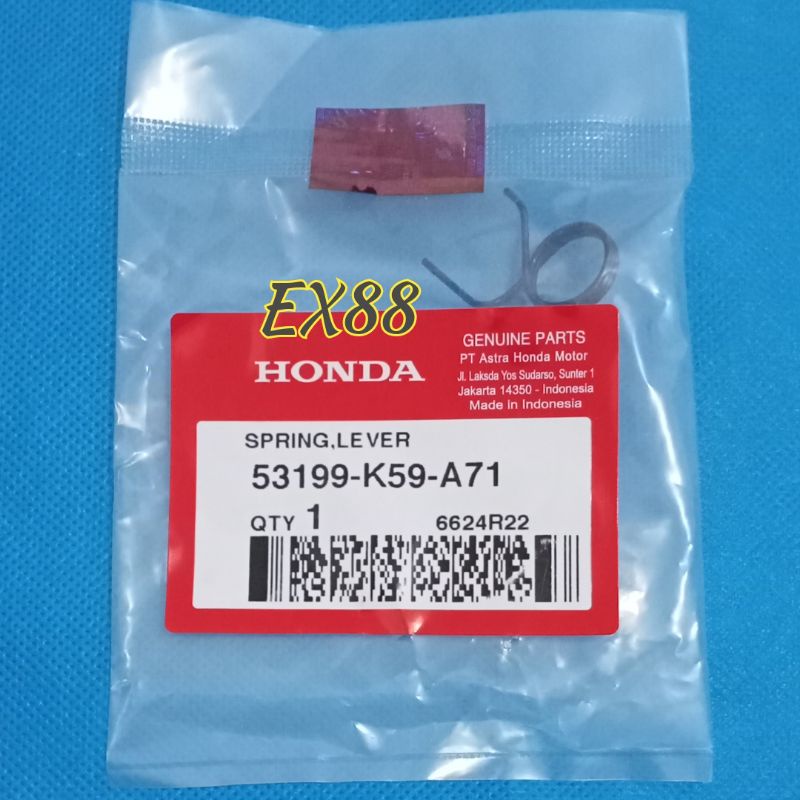 EX88
HONDA
GENUINE PARTS
PT Astra Honda Motor
Jl. Laksda Yos Sudarso, Sunter 1
Jakarta 14350 - Indonesia
Made in Indonesia
SPRING,LEVER
53199-K59-A71
QTY 1
6624R22